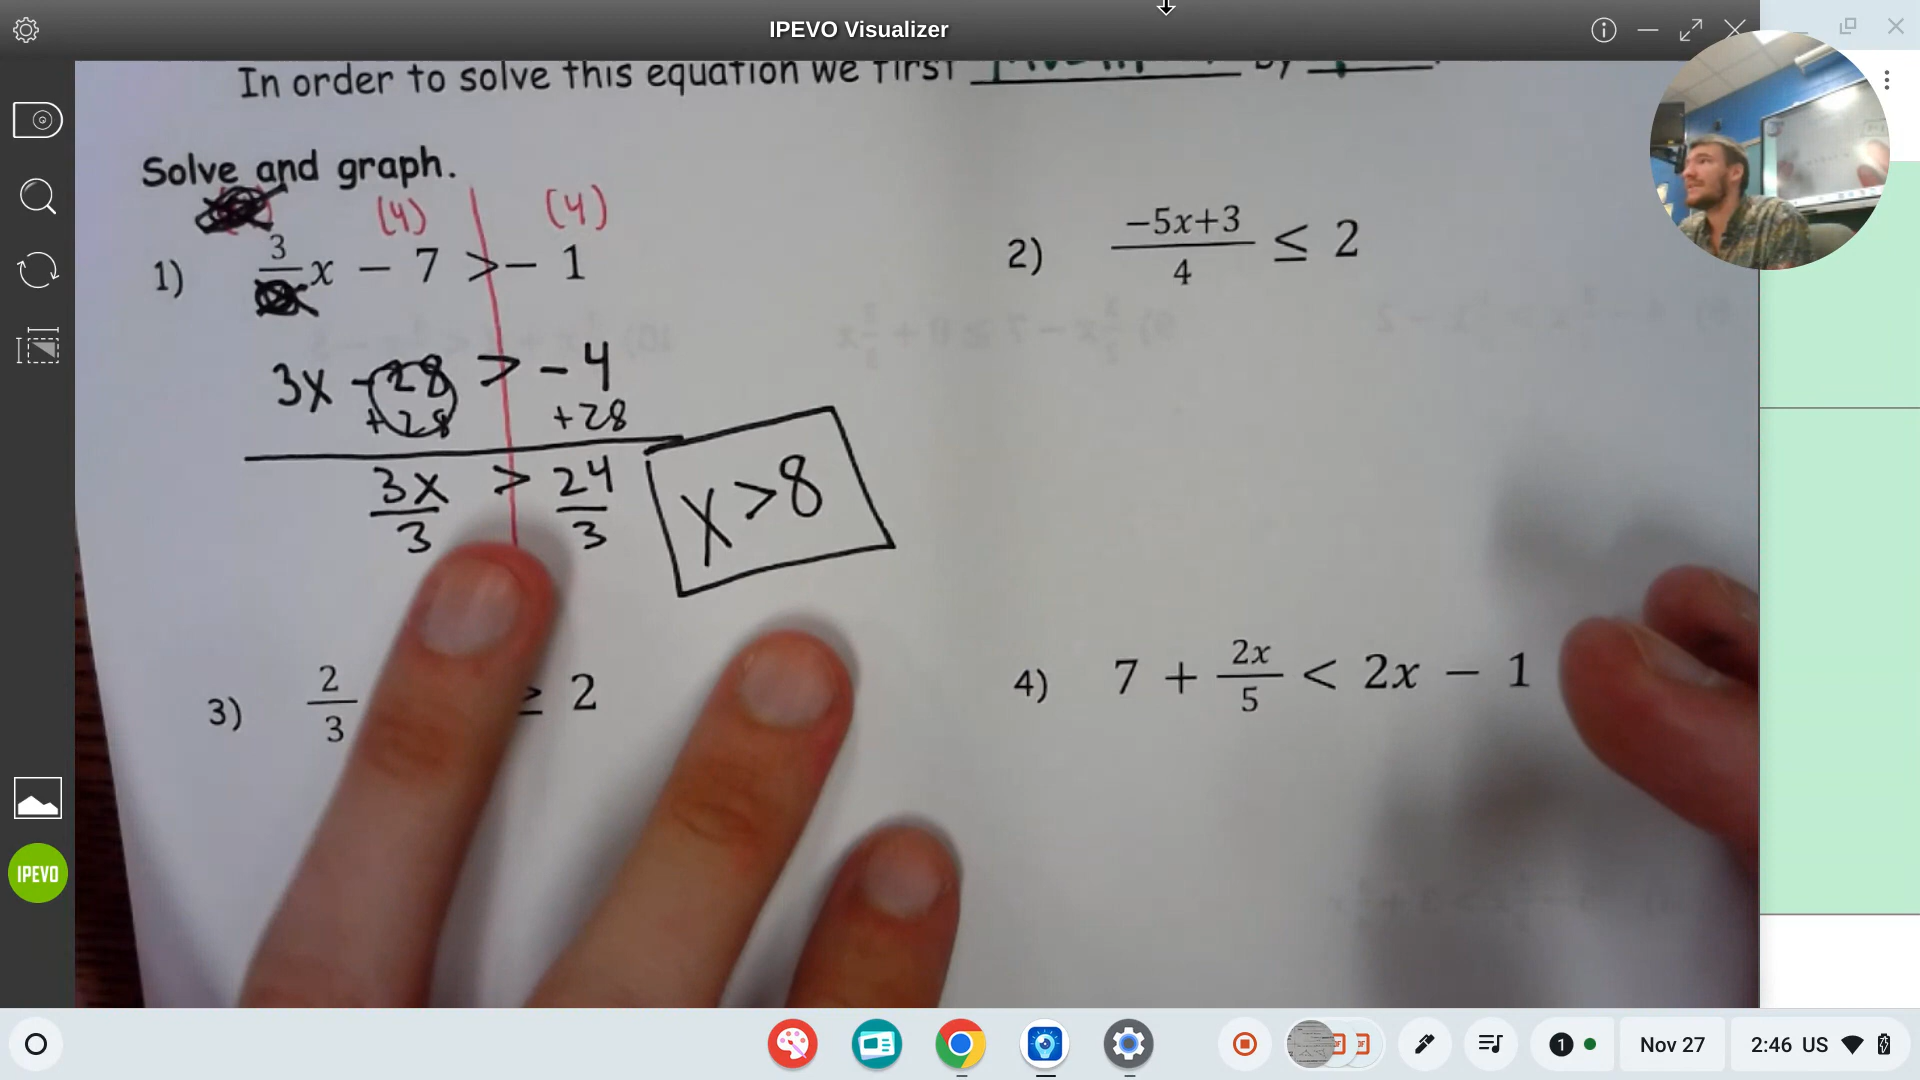 IPEVO Visualizer
In order to solve this equation we first by
Solve and graph.
(4) (4)
1) 3 x − 7 > − 1
3x - 28 > -4
+28 +28
3x/3 > 24/3
x > 8
2) (−5x+3)/4 ≤ 2
3) 2/3 ≥ 2
4) 7 + 2x/5 < 2x − 1
IPEVO
1 Nov 27 2:46 US